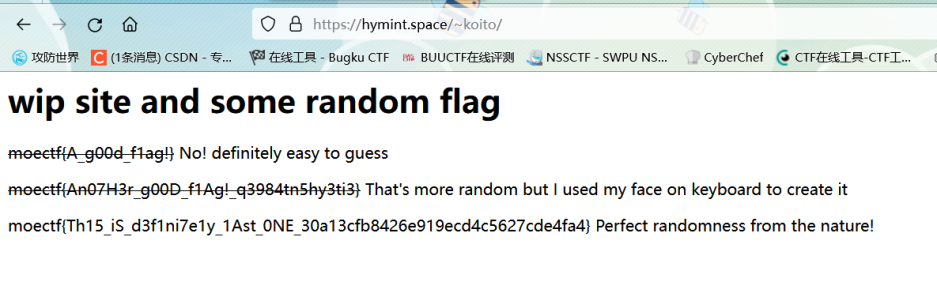 https://hymint.space/~koito/
攻防世界 (1条消息) CSDN - 专... 在线工具 - Bugku CTF BUUCTF在线评测 NSSCTF - SWPU NS... CyberChef CTF在线工具-CTF工...
wip site and some random flag
moectf{A_g00d_f1ag!} No! definitely easy to guess
moectf{An07H3r_g00D_f1Ag!_q3984tn5hy3ti3} That's more random but I used my face on keyboard to create it
moectf{Th15_iS_d3f1ni7e1y_1Ast_0NE_30a13cfb8426e919ecd4c5627cde4fa4} Perfect randomness from the nature!